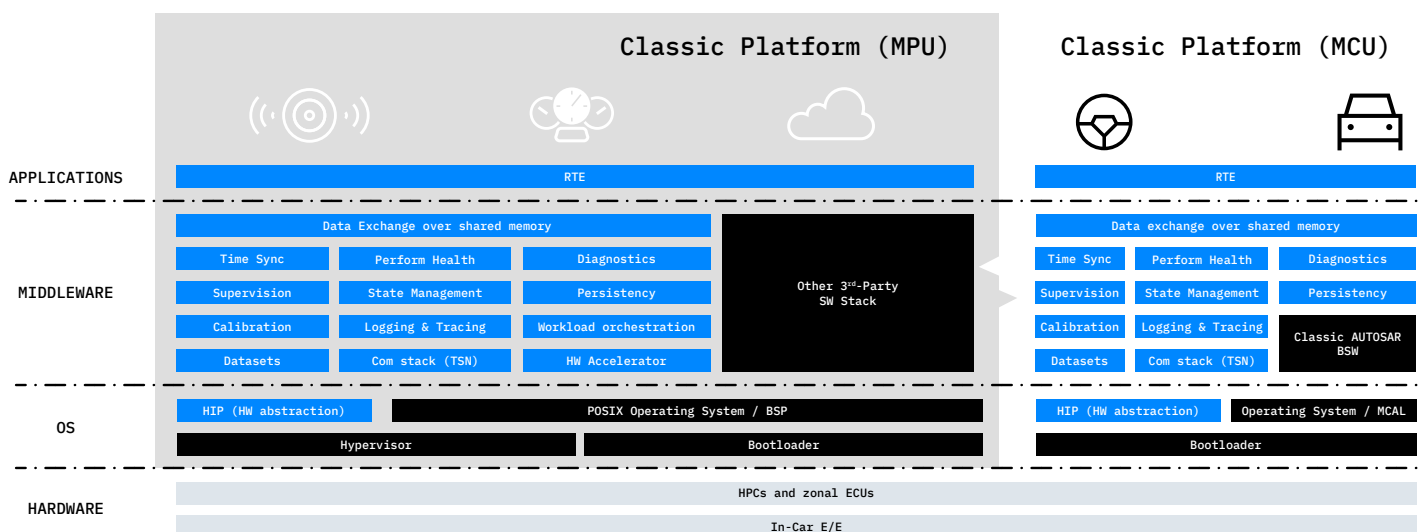 Classic Platform (MPU)
Classic Platform (MCU)
APPLICATIONS
RTE
RTE
MIDDLEWARE
Data Exchange over shared memory
Time Sync
Perform Health
Diagnostics
Supervision
State Management
Persistency
Calibration
Logging & Tracing
Workload orchestration
Datasets
Com stack (TSN)
HW Accelerator
Other 3rd-Party
SW Stack
Data exchange over shared memory
Time Sync
Perform Health
Diagnostics
Supervision
State Management
Persistency
Calibration
Logging & Tracing
Classic AUTOSAR
BSW
Datasets
Com stack (TSN)
OS
HIP (HW abstraction)
POSIX Operating System / BSP
Hypervisor
Bootloader
HIP (HW abstraction)
Operating System / MCAL
Bootloader
HARDWARE
HPCs and zonal ECUs
In-Car E/E